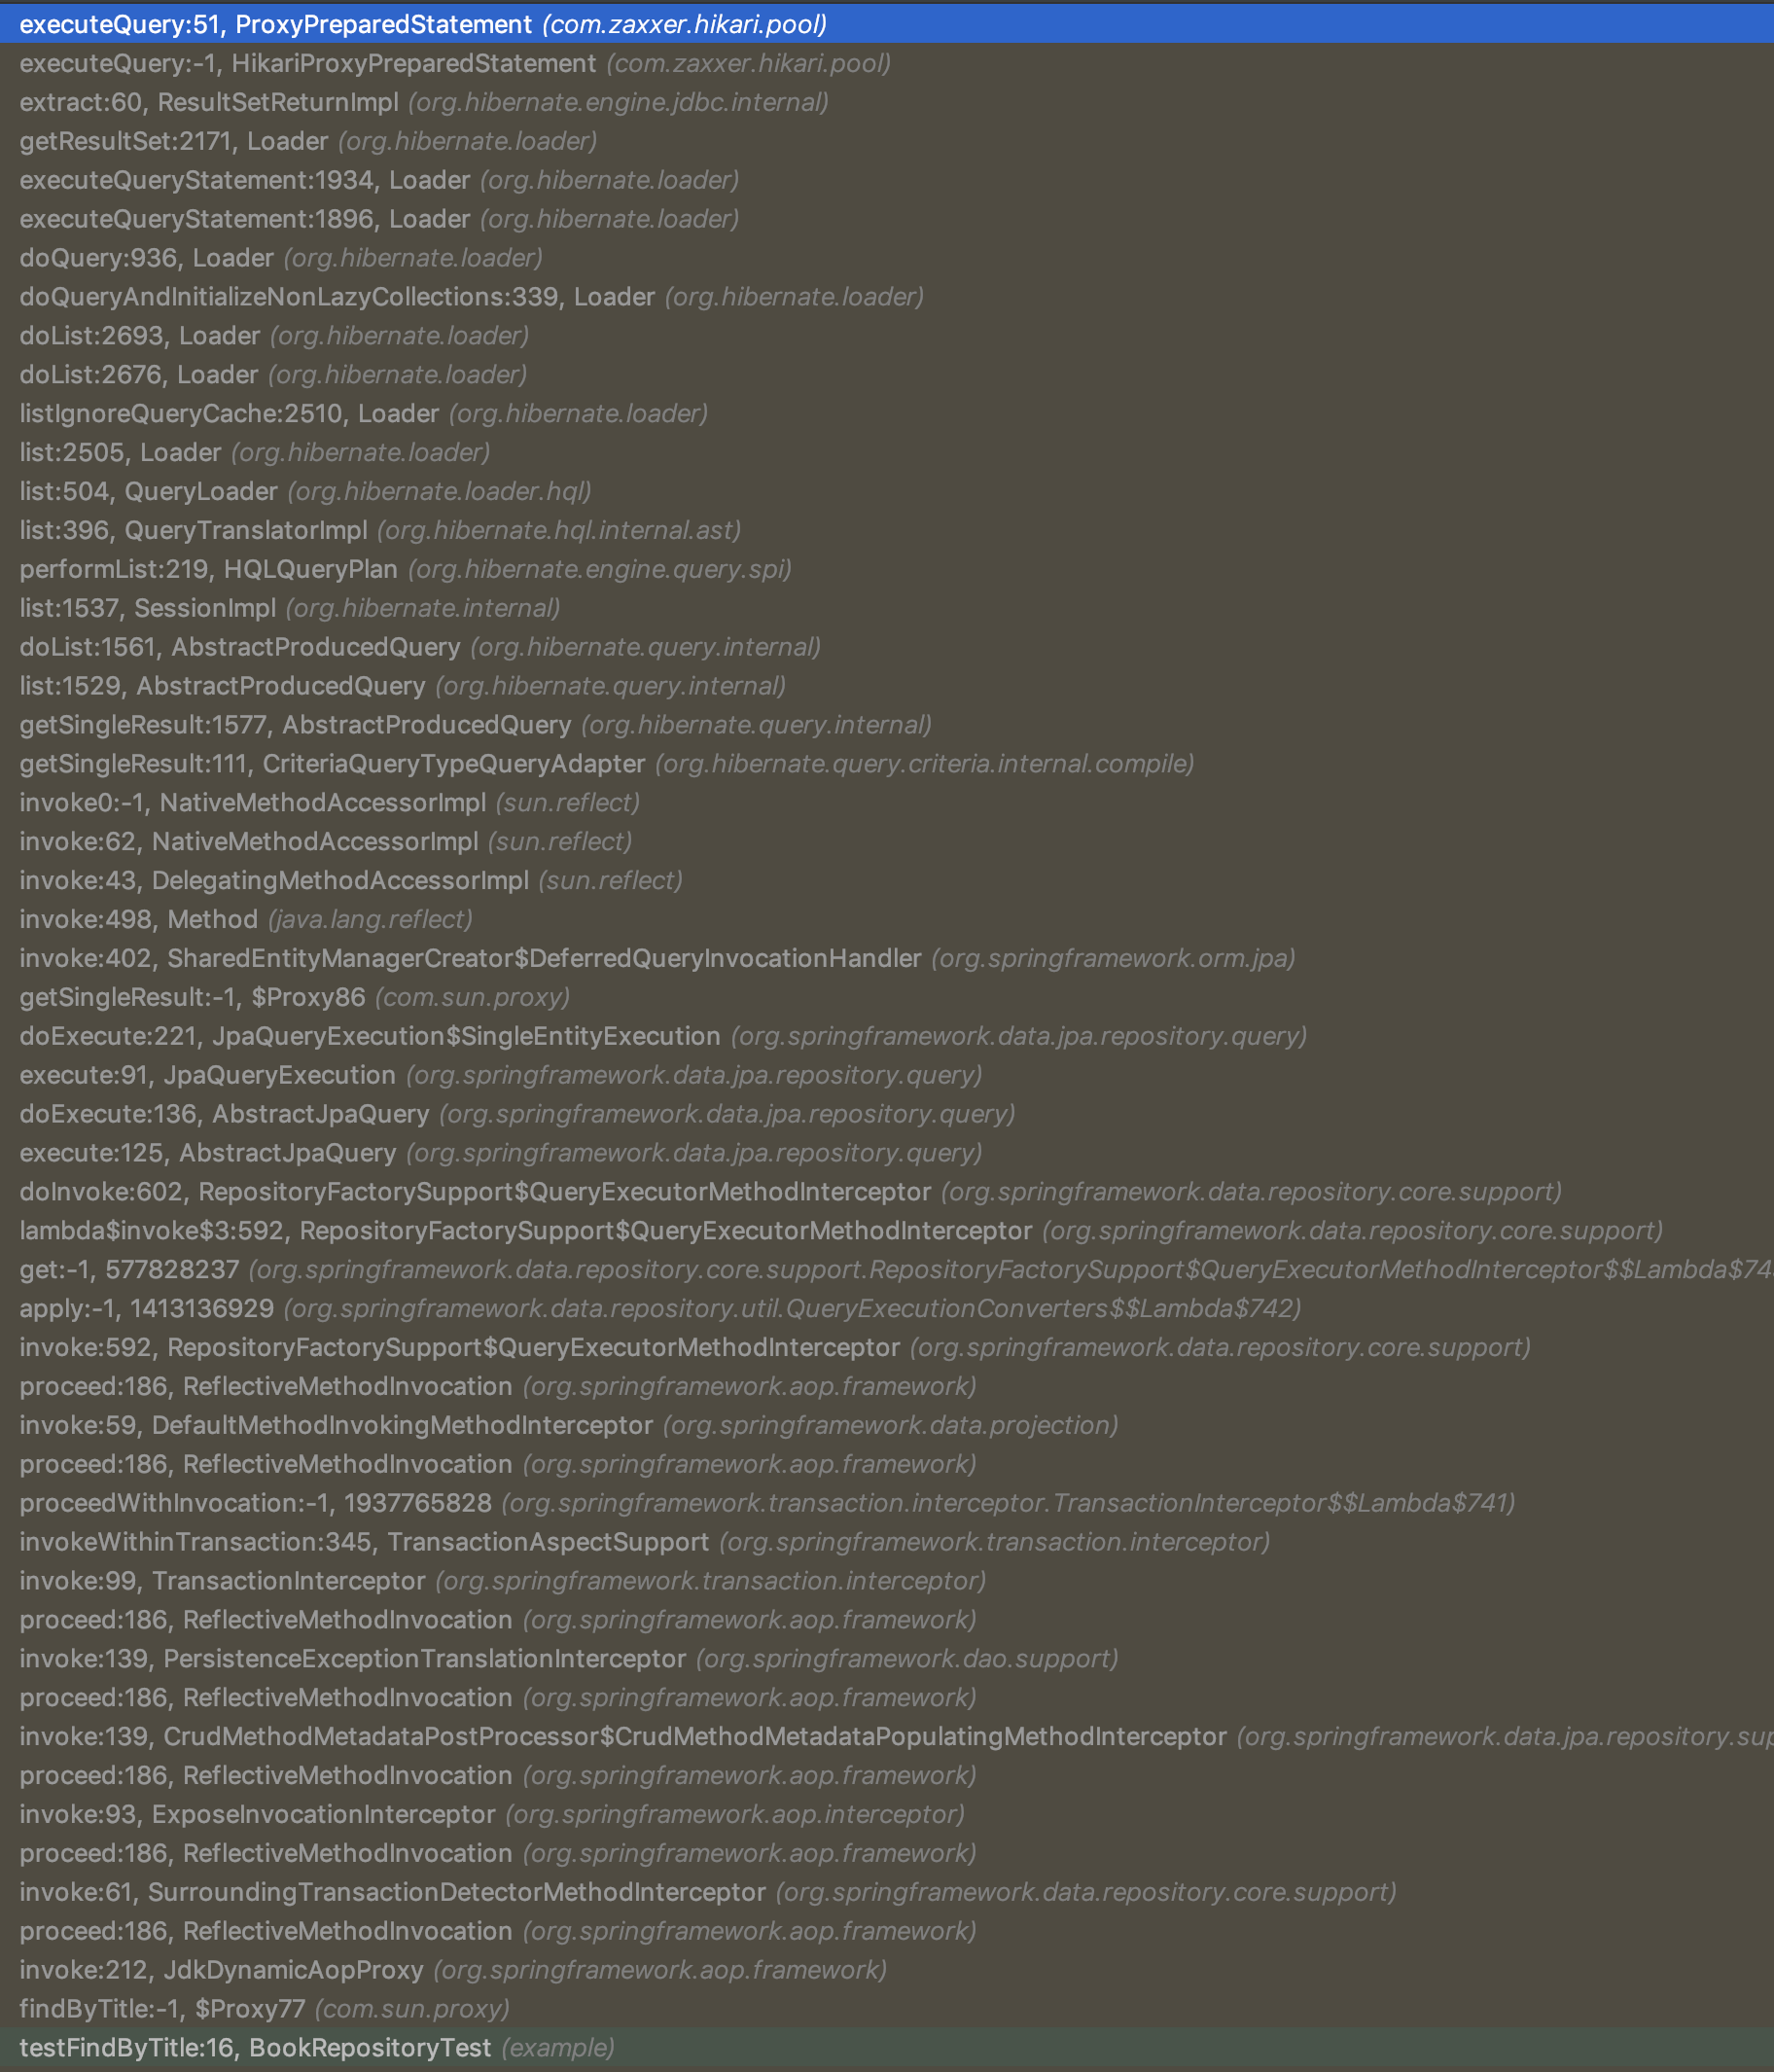 executeQuery:51, ProxyPreparedStatement (com.zaxxer.hikari.pool)
executeQuery:-1, HikariProxyPreparedStatement (com.zaxxer.hikari.pool)
extract:60, ResultSetReturnImpl (org.hibernate.engine.jdbc.internal)
getResultSet:2171, Loader (org.hibernate.loader)
executeQueryStatement:1934, Loader (org.hibernate.loader)
executeQueryStatement:1896, Loader (org.hibernate.loader)
doQuery:936, Loader (org.hibernate.loader)
doQueryAndInitializeNonLazyCollections:339, Loader (org.hibernate.loader)
doList:2693, Loader (org.hibernate.loader)
doList:2676, Loader (org.hibernate.loader)
listIgnoreQueryCache:2510, Loader (org.hibernate.loader)
list:2505, Loader (org.hibernate.loader)
list:504, QueryLoader (org.hibernate.loader.hql)
list:396, QueryTranslatorImpl (org.hibernate.hql.internal.ast)
performList:219, HQLQueryPlan (org.hibernate.engine.query.spi)
list:1537, SessionImpl (org.hibernate.internal)
doList:1561, AbstractProducedQuery (org.hibernate.query.internal)
list:1529, AbstractProducedQuery (org.hibernate.query.internal)
getSingleResult:1577, AbstractProducedQuery (org.hibernate.query.internal)
getSingleResult:111, CriteriaQueryTypeQueryAdapter (org.hibernate.query.criteria.internal.compile)
invoke0:-1, NativeMethodAccessorImpl (sun.reflect)
invoke:62, NativeMethodAccessorImpl (sun.reflect)
invoke:43, DelegatingMethodAccessorImpl (sun.reflect)
invoke:498, Method (java.lang.reflect)
invoke:402, SharedEntityManagerCreator$DeferredQueryInvocationHandler (org.springframework.orm.jpa)
getSingleResult:-1, $Proxy86 (com.sun.proxy)
doExecute:221, JpaQueryExecution$SingleEntityExecution (org.springframework.data.jpa.repository.query)
execute:91, JpaQueryExecution (org.springframework.data.jpa.repository.query)
doExecute:136, AbstractJpaQuery (org.springframework.data.jpa.repository.query)
execute:125, AbstractJpaQuery (org.springframework.data.jpa.repository.query)
doInvoke:602, RepositoryFactorySupport$QueryExecutorMethodInterceptor (org.springframework.data.repository.core.support)
lambda$invoke$3:592, RepositoryFactorySupport$QueryExecutorMethodInterceptor (org.springframework.data.repository.core.support)
get:-1, 577828237 (org.springframework.data.repository.core.support.RepositoryFactorySupport$QueryExecutorMethodInterceptor$$Lambda$74
apply:-1, 1413136929 (org.springframework.data.repository.util.QueryExecutionConverters$$Lambda$742)
invoke:592, RepositoryFactorySupport$QueryExecutorMethodInterceptor (org.springframework.data.repository.core.support)
proceed:186, ReflectiveMethodInvocation (org.springframework.aop.framework)
invoke:59, DefaultMethodInvokingMethodInterceptor (org.springframework.data.projection)
proceed:186, ReflectiveMethodInvocation (org.springframework.aop.framework)
proceedWithInvocation:-1, 1937765828 (org.springframework.transaction.interceptor.TransactionInterceptor$$Lambda$741)
invokeWithinTransaction:345, TransactionAspectSupport (org.springframework.transaction.interceptor)
invoke:99, TransactionInterceptor (org.springframework.transaction.interceptor)
proceed:186, ReflectiveMethodInvocation (org.springframework.aop.framework)
invoke:139, PersistenceExceptionTranslationInterceptor (org.springframework.dao.support)
proceed:186, ReflectiveMethodInvocation (org.springframework.aop.framework)
invoke:139, CrudMethodMetadataPostProcessor$CrudMethodMetadataPopulatingMethodInterceptor (org.springframework.data.jpa.repository.sup
proceed:186, ReflectiveMethodInvocation (org.springframework.aop.framework)
invoke:93, ExposeInvocationInterceptor (org.springframework.aop.interceptor)
proceed:186, ReflectiveMethodInvocation (org.springframework.aop.framework)
invoke:61, SurroundingTransactionDetectorMethodInterceptor (org.springframework.data.repository.core.support)
proceed:186, ReflectiveMethodInvocation (org.springframework.aop.framework)
invoke:212, JdkDynamicAopProxy (org.springframework.aop.framework)
findByTitle:-1, $Proxy77 (com.sun.proxy)
testFindByTitle:16, BookRepositoryTest (example)